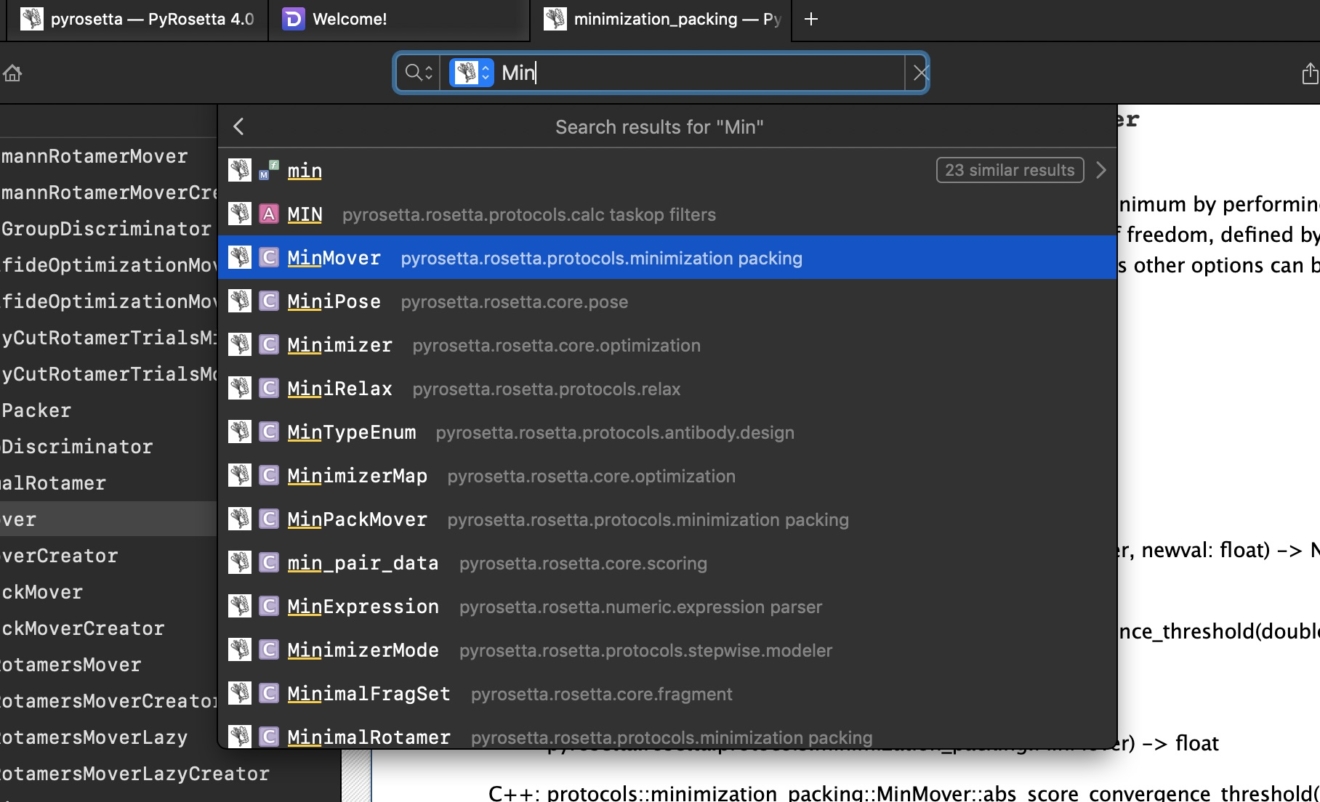 pyrosetta — PyRosetta 4.0
Welcome!
minimization_packing — Py
Min
Search results for "Min"
min 23 similar results
MIN pyrosetta.rosetta.protocols.calc taskop filters
MinMover pyrosetta.rosetta.protocols.minimization packing
MiniPose pyrosetta.rosetta.core.pose
Minimizer pyrosetta.rosetta.core.optimization
MiniRelax pyrosetta.rosetta.protocols.relax
MinTypeEnum pyrosetta.rosetta.protocols.antibody.design
MinimizerMap pyrosetta.rosetta.core.optimization
MinPackMover pyrosetta.rosetta.protocols.minimization packing
min_pair_data pyrosetta.rosetta.core.scoring
MinExpression pyrosetta.rosetta.numeric.expression parser
MinimizerMode pyrosetta.rosetta.protocols.stepwise.modeler
MinimalFragSet pyrosetta.rosetta.core.fragment
MinimalRotamer pyrosetta.rosetta.protocols.minimization packing
mannRotamerMover
mannRotamerMoverCre
GroupDiscriminator
fideOptimizationMov
fideOptimizationMov
yCutRotamerTrialsMi
yCutRotamerTrialsMo
Packer
Discriminator
alRotamer
ver
verCreator
ckMover
ckMoverCreator
otamersMover
otamersMoverCreator
otamersMoverLazy
otamersMoverLazyCreator
er
nimum by performin
freedom, defined by
s other options can b
er, newval: float) -> N
nce_threshold(double
er) -> float
C++: protocols::minimization_packing::MinMover::abs_score_convergence_threshold(